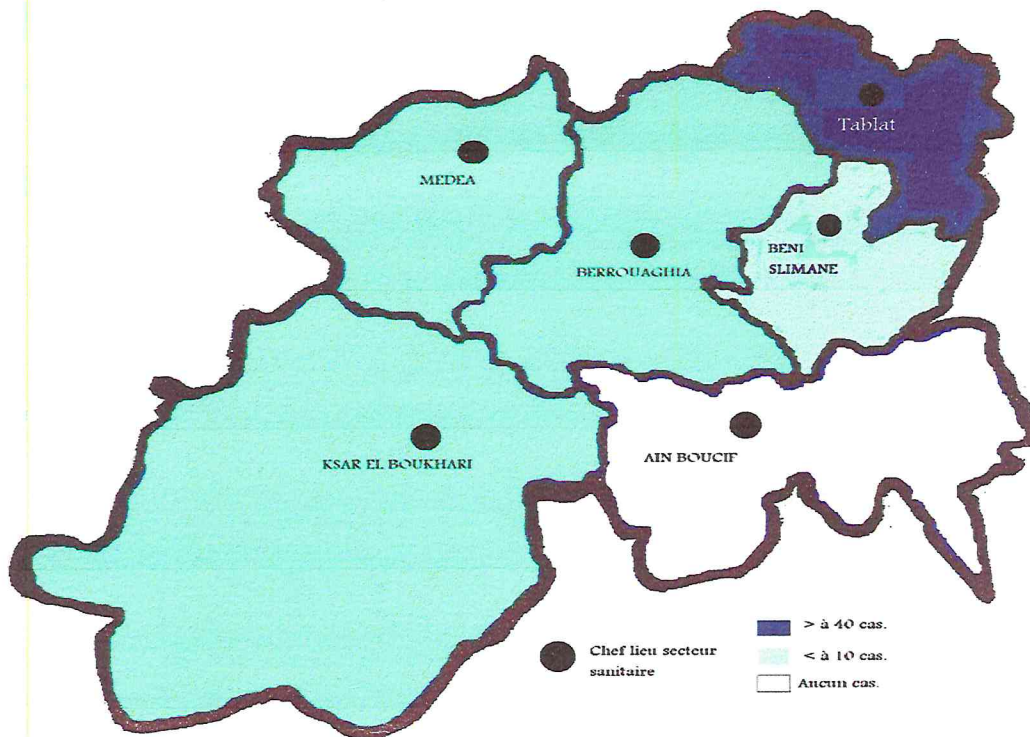 Tablat
MEDEA
BENI
SLIMANE
BERROUAGHIA
KSAR EL BOUKHARI
AIN BOUCIF
Chef lieu secteur
sanitaire
> à 40 cas.
< à 10 cas.
Aucun cas.